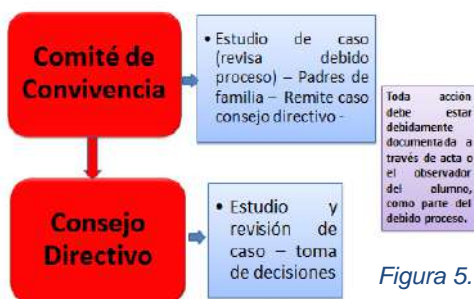 Comité de
Convivencia
• Estudio de caso
(revisa debido
proceso) – Padres de
familia – Remite caso
consejo directivo -
Toda acción
debe estar
debidamente
documentada a
través de acta o
el observador
del alumno,
como parte del
debido proceso.
Consejo
Directivo
• Estudio y
revisión de
caso – toma
de decisiones
Figura 5.